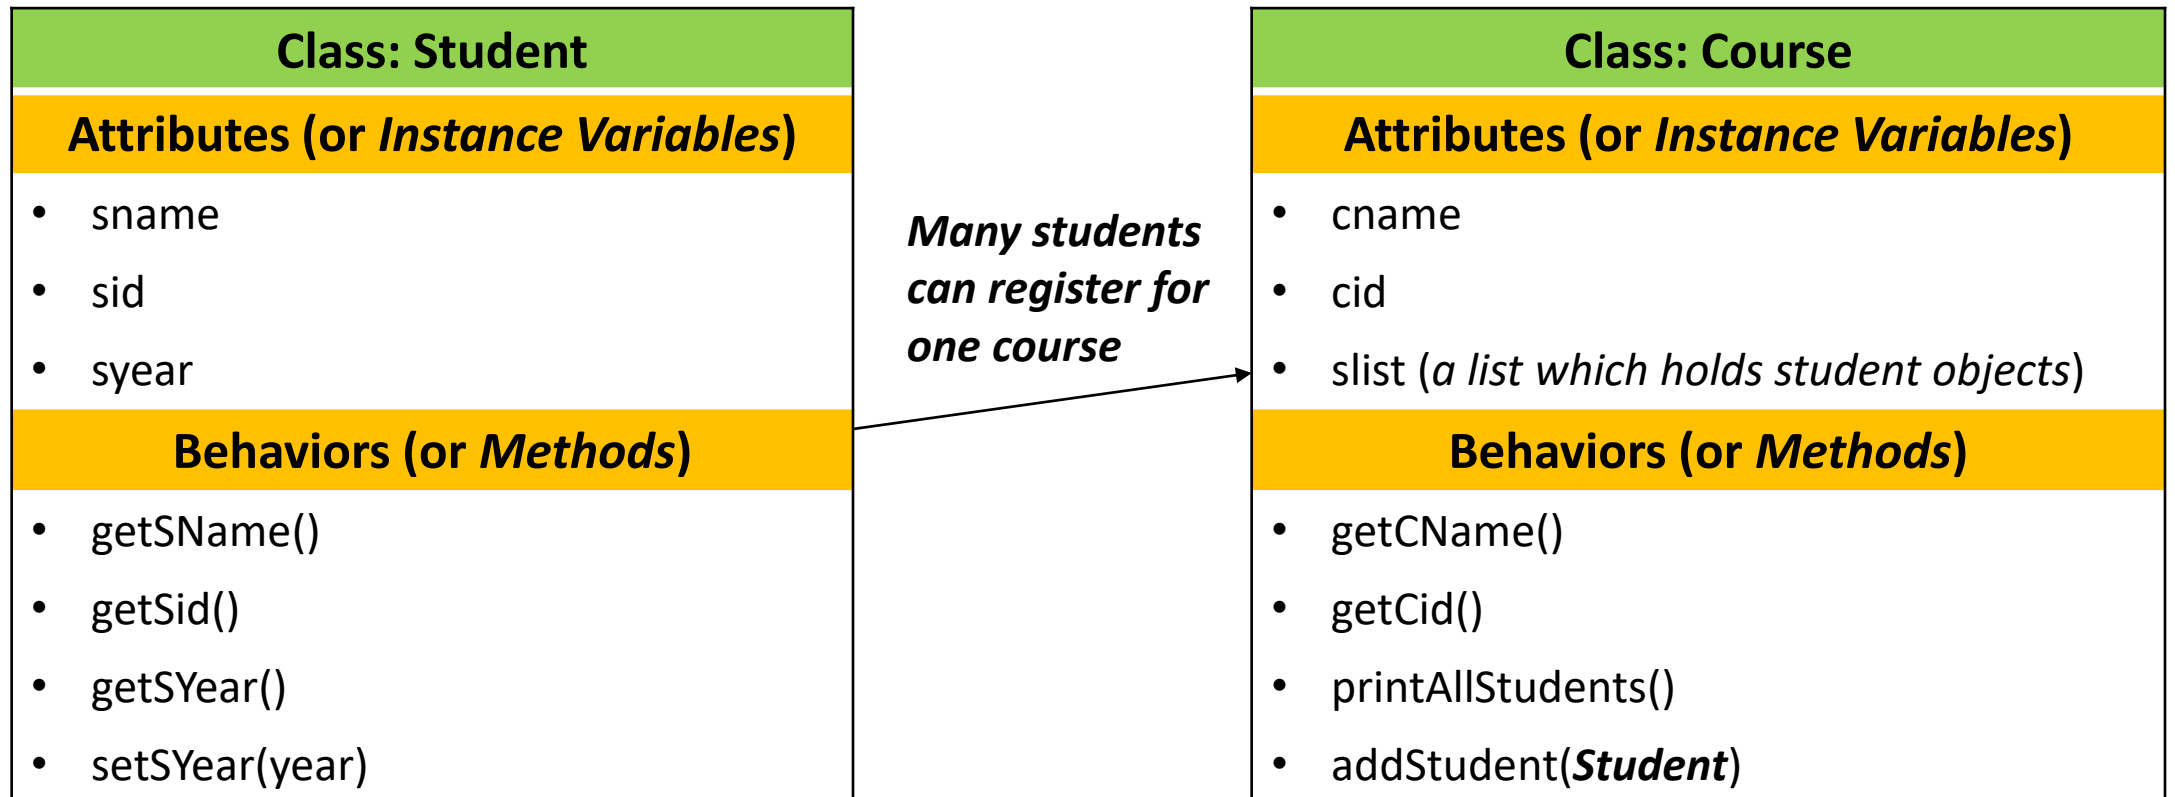 Class: Student
Attributes (or Instance Variables)
• sname
• sid
• syear
Behaviors (or Methods)
• getSName()
• getSid()
• getSYear()
• setSYear(year)
Many students
can register for
one course
Class: Course
Attributes (or Instance Variables)
• cname
• cid
• slist (a list which holds student objects)
Behaviors (or Methods)
• getCName()
• getCid()
• printAllStudents()
• addStudent(Student)